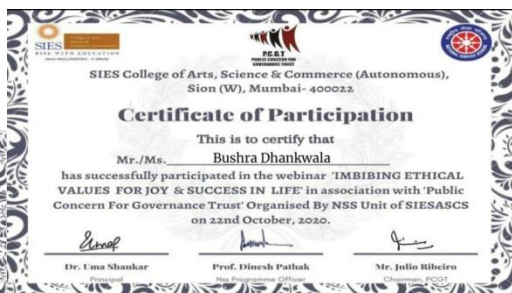 SIES
RISE WITH EDUCATION
P.C.G.T
PUBLIC CONCERN FOR
GOVERNANCE TRUST
SIES College of Arts, Science & Commerce (Autonomous),
Sion (W), Mumbai- 400022
Certificate of Participation
This is to certify that
Mr./Ms. Bushra Dhankwala
has successfully participated in the webinar 'IMBIBING ETHICAL
VALUES FOR JOY & SUCCESS IN LIFE' in association with 'Public
Concern For Governance Trust' Organised By NSS Unit of SIESASCS
on 22nd October, 2020.
Dr. Uma Shankar Prof. Dinesh Pathak Mr. Julio Ribeiro
Principal Nss Programme Officer Chairman, PCGT